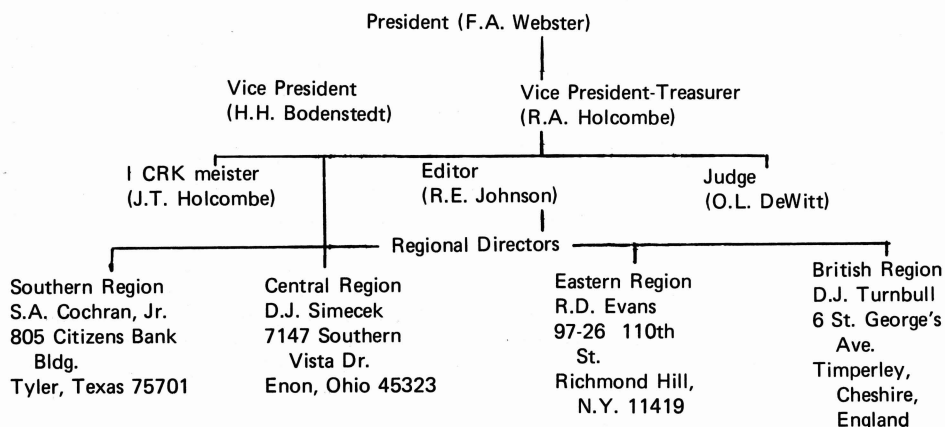 President (F.A. Webster)
Vice President
(H.H. Bodenstedt)
Vice President-Treasurer
(R.A. Holcombe)
I CRK meister
(J.T. Holcombe)
Editor
(R.E. Johnson)
Judge
(O.L. DeWitt)
Regional Directors
Southern Region
S.A. Cochran, Jr.
805 Citizens Bank
Bldg.
Tyler, Texas 75701
Central Region
D.J. Simecek
7147 Southern
Vista Dr.
Enon, Ohio 45323
Eastern Region
R.D. Evans
97-26 110th
St.
Richmond Hill,
N.Y. 11419
British Region
D.J. Turnbull
6 St. George's
Ave.
Timperley,
Cheshire,
England